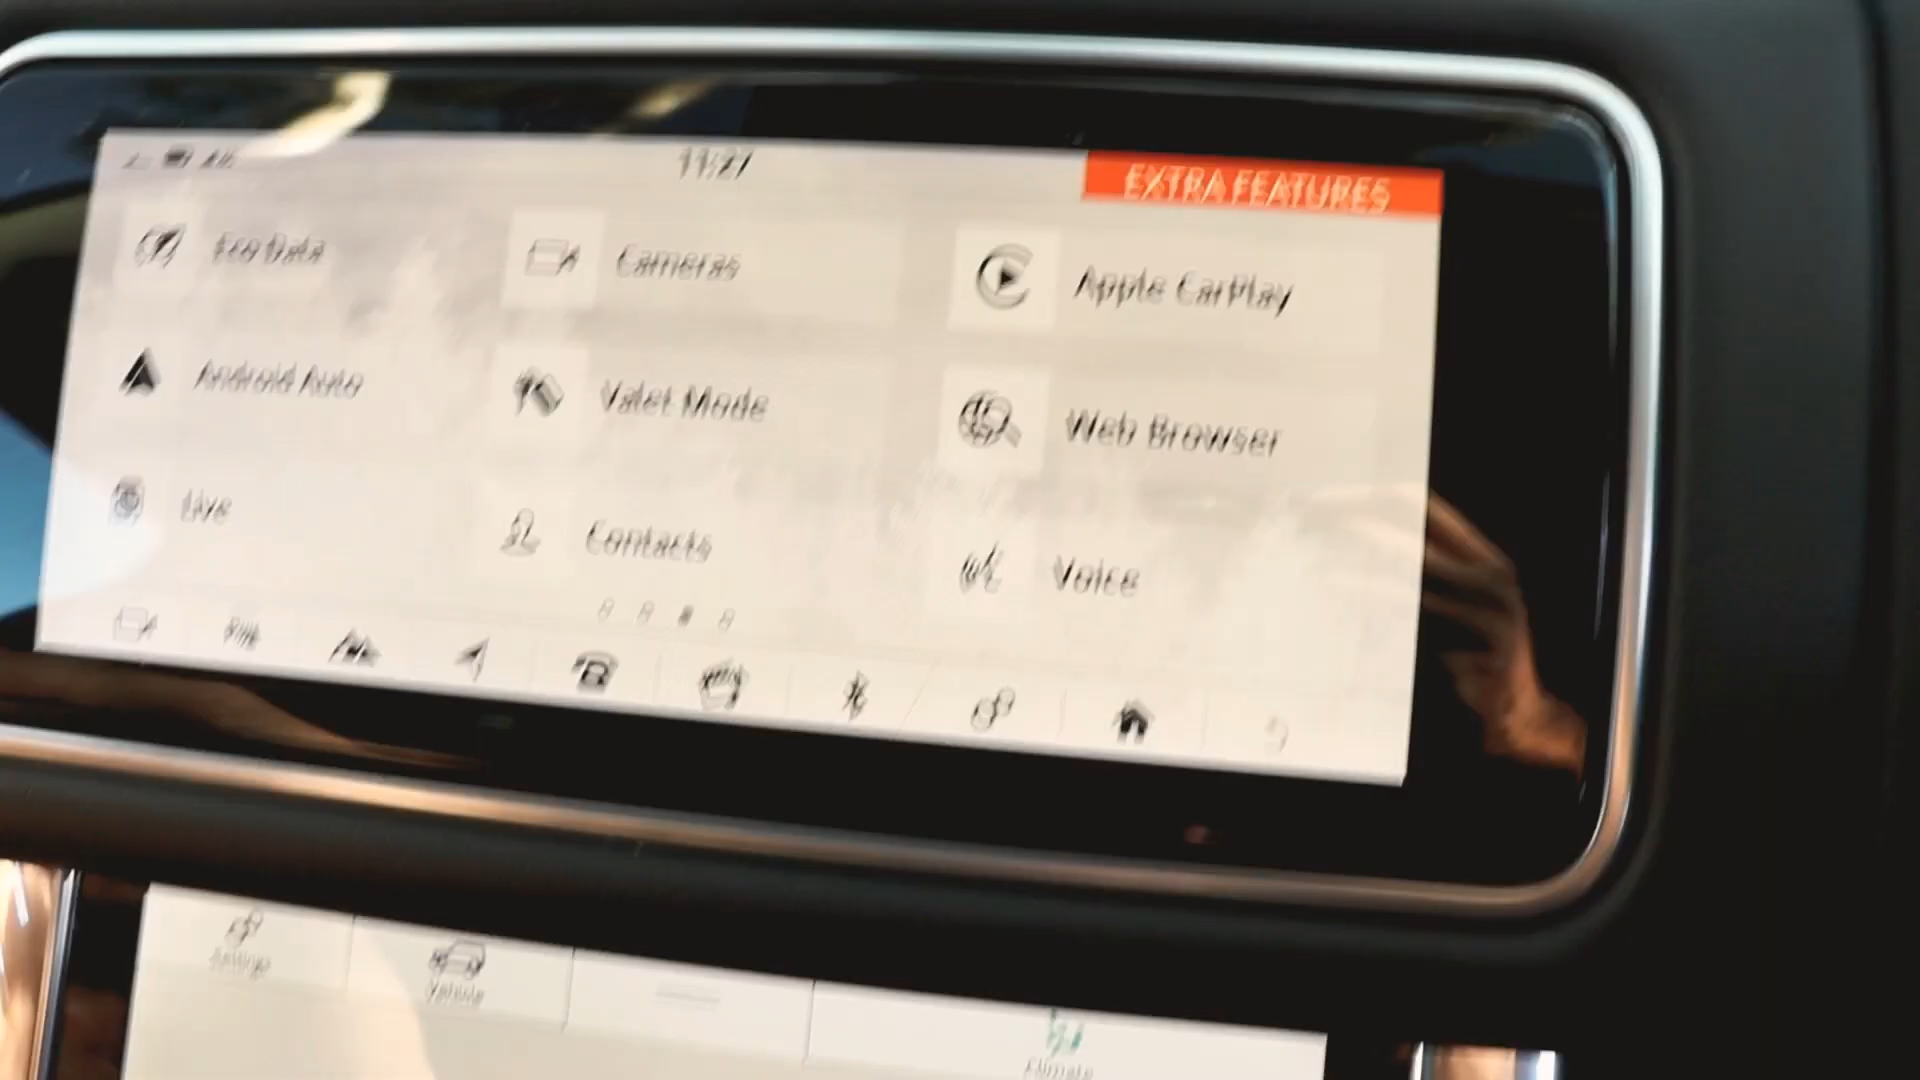 11:27
EXTRA FEATURES
Eco Data
Cameras
Apple CarPlay
Android Auto
Valet Mode
Web Browser
Live
Contacts
Voice
Settings
Vehicle
Climate